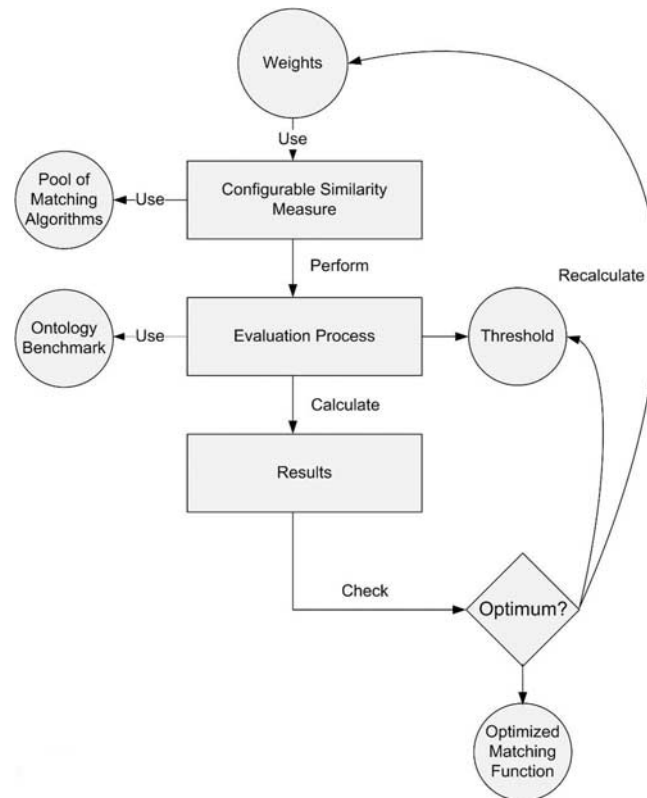 Weights
Use
Pool of
Matching
Algorithms
Use
Configurable Similarity
Measure
Perform
Recalculate
Ontology
Benchmark
Use
Evaluation Process
Threshold
Calculate
Results
Check
Optimum?
Optimized
Matching
Function